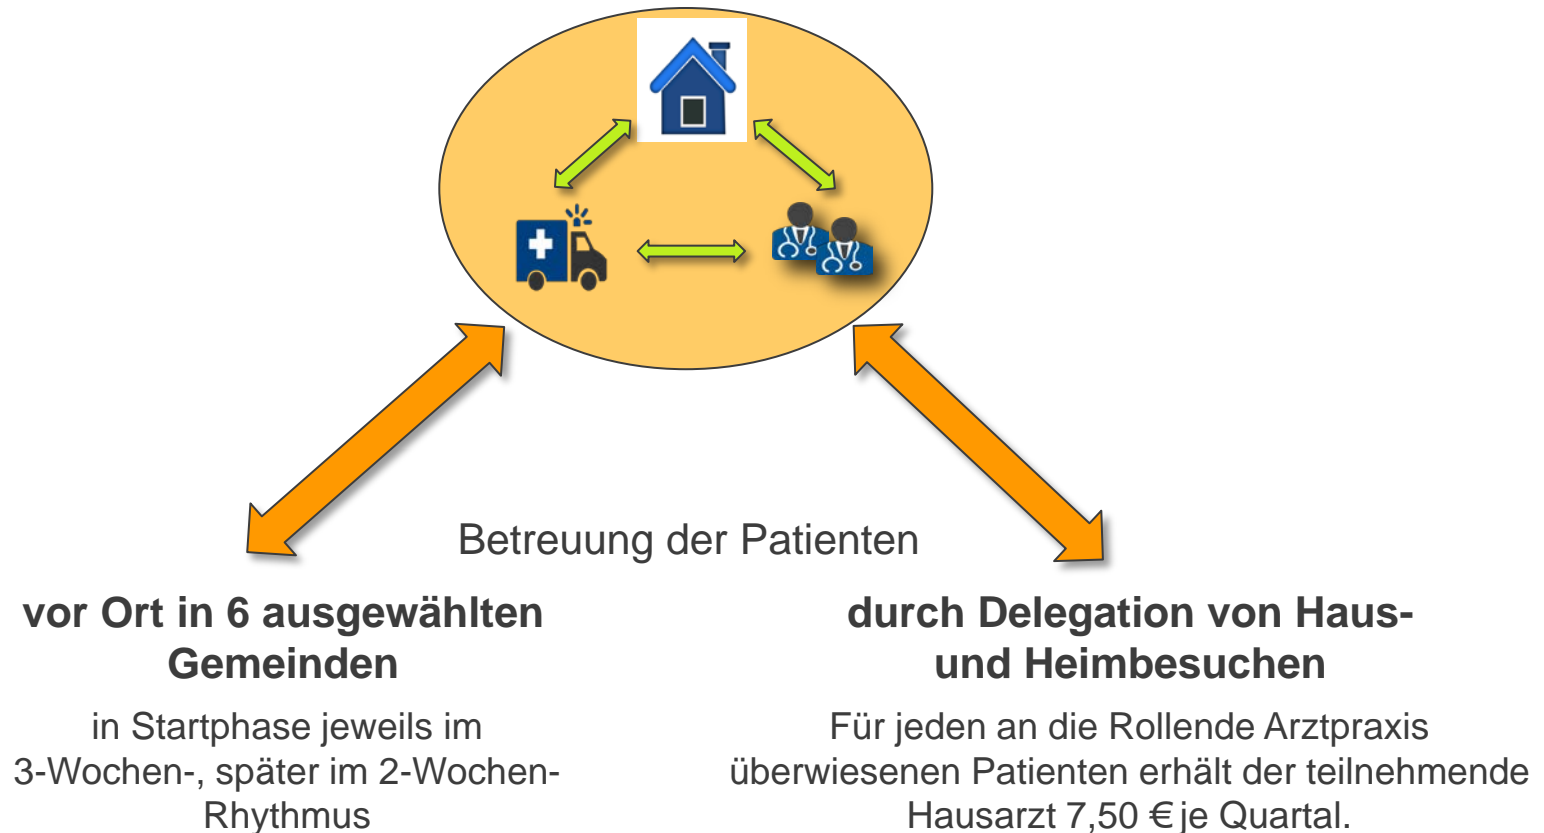 Betreuung der Patienten
vor Ort in 6 ausgewählten
Gemeinden
in Startphase jeweils im
3-Wochen-, später im 2-Wochen-
Rhythmus
durch Delegation von Haus-
und Heimbesuchen
Für jeden an die Rollende Arztpraxis
überwiesenen Patienten erhält der teilnehmende
Hausarzt 7,50 € je Quartal.